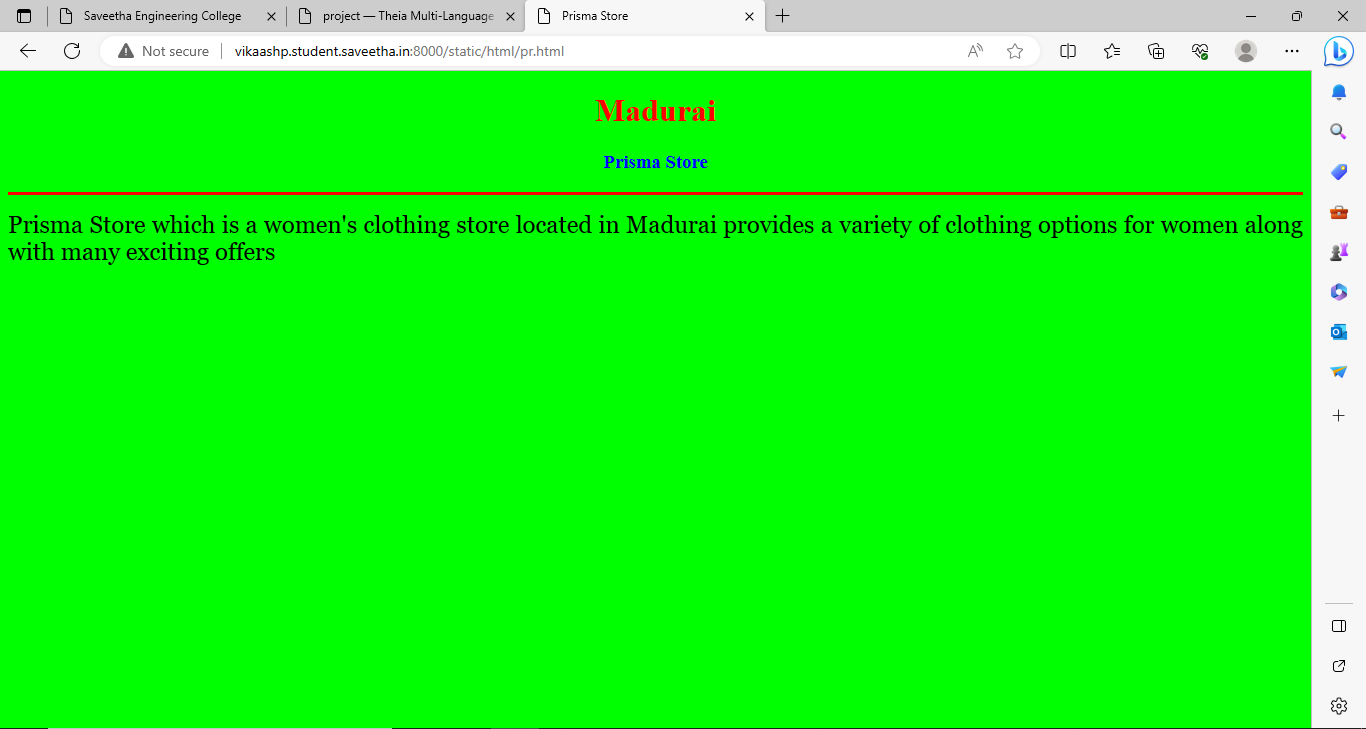 Saveetha Engineering College
project — Theia Multi-Language
Prisma Store
Not secure
vikaashp.student.saveetha.in:8000/static/html/pr.html
Madurai
Prisma Store
Prisma Store which is a women's clothing store located in Madurai provides a variety of clothing options for women along
with many exciting offers